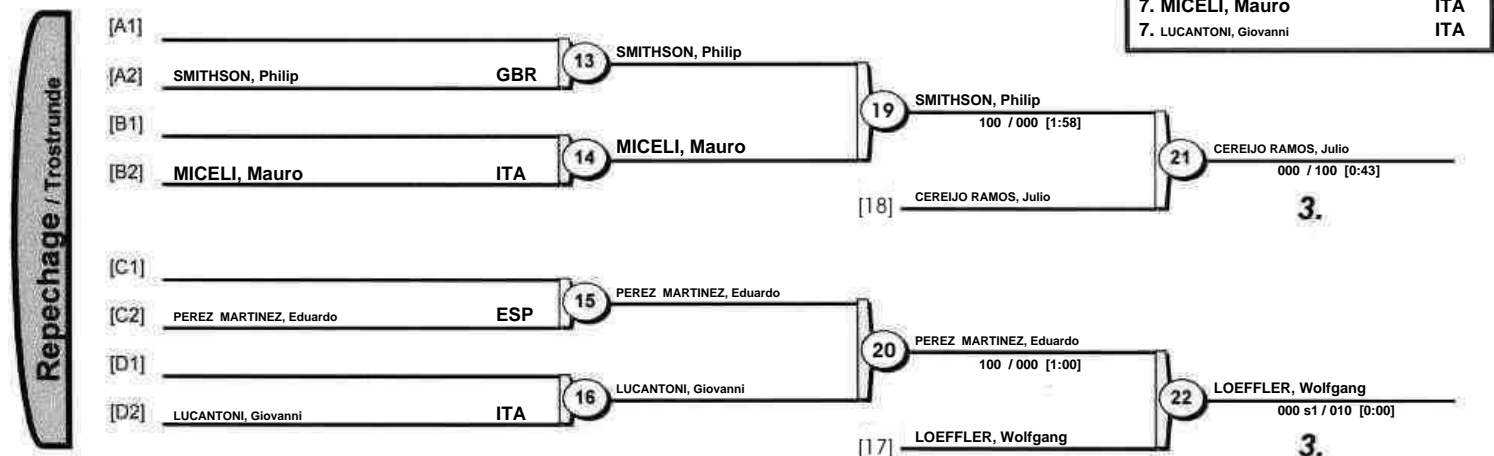 7. MICELI, Mauro ITA
7. LUCANTONI, Giovanni ITA
Repechage / Trostrunde
[A1]
[A2] SMITHSON, Philip GBR
13 SMITHSON, Philip
[B1]
[B2] MICELI, Mauro ITA
14 MICELI, Mauro
19 SMITHSON, Philip
100 / 000 [1:58]
[18] CEREIJO RAMOS, Julio
21 CEREIJO RAMOS, Julio
000 / 100 [0:43]
3.
[C1]
[C2] PEREZ MARTINEZ, Eduardo ESP
15 PEREZ MARTINEZ, Eduardo
[D1]
[D2] LUCANTONI, Giovanni ITA
16 LUCANTONI, Giovanni
20 PEREZ MARTINEZ, Eduardo
100 / 000 [1:00]
[17] LOEFFLER, Wolfgang
22 LOEFFLER, Wolfgang
000 s1 / 010 [0:00]
3.